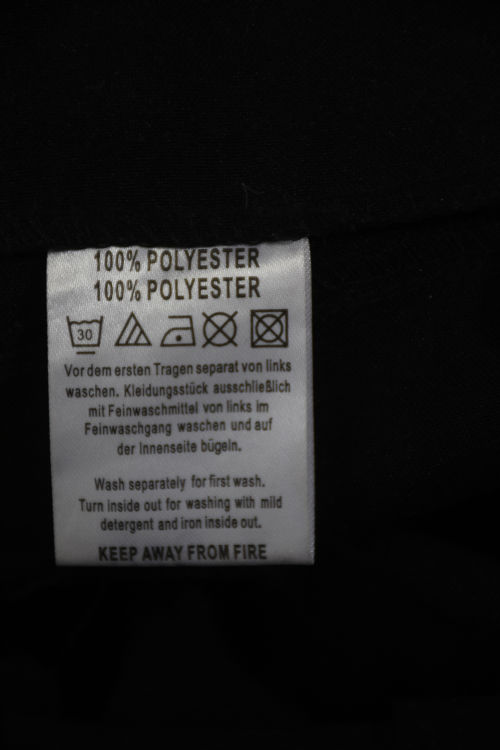 100% POLYESTER
100% POLYESTER
30
Vor dem ersten Tragen separat von links
waschen. Kleidungsstück ausschließlich
mit Feinwaschmittel von links im
Feinwaschgang waschen und auf
der Innenseite bügeln.
Wash separately for first wash.
Turn inside out for washing with mild
detergent and iron inside out.
KEEP AWAY FROM FIRE